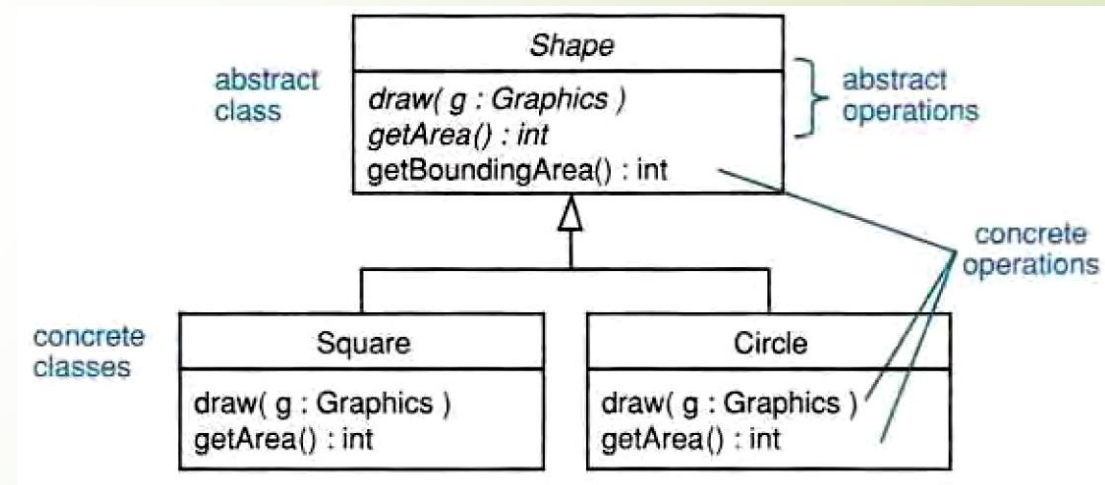 Shape
abstract
class
draw( g : Graphics )
getArea() : int
getBoundingArea() : int
abstract
operations
concrete
operations
concrete
classes
Square
draw( g : Graphics )
getArea() : int
Circle
draw( g : Graphics )
getArea() : int